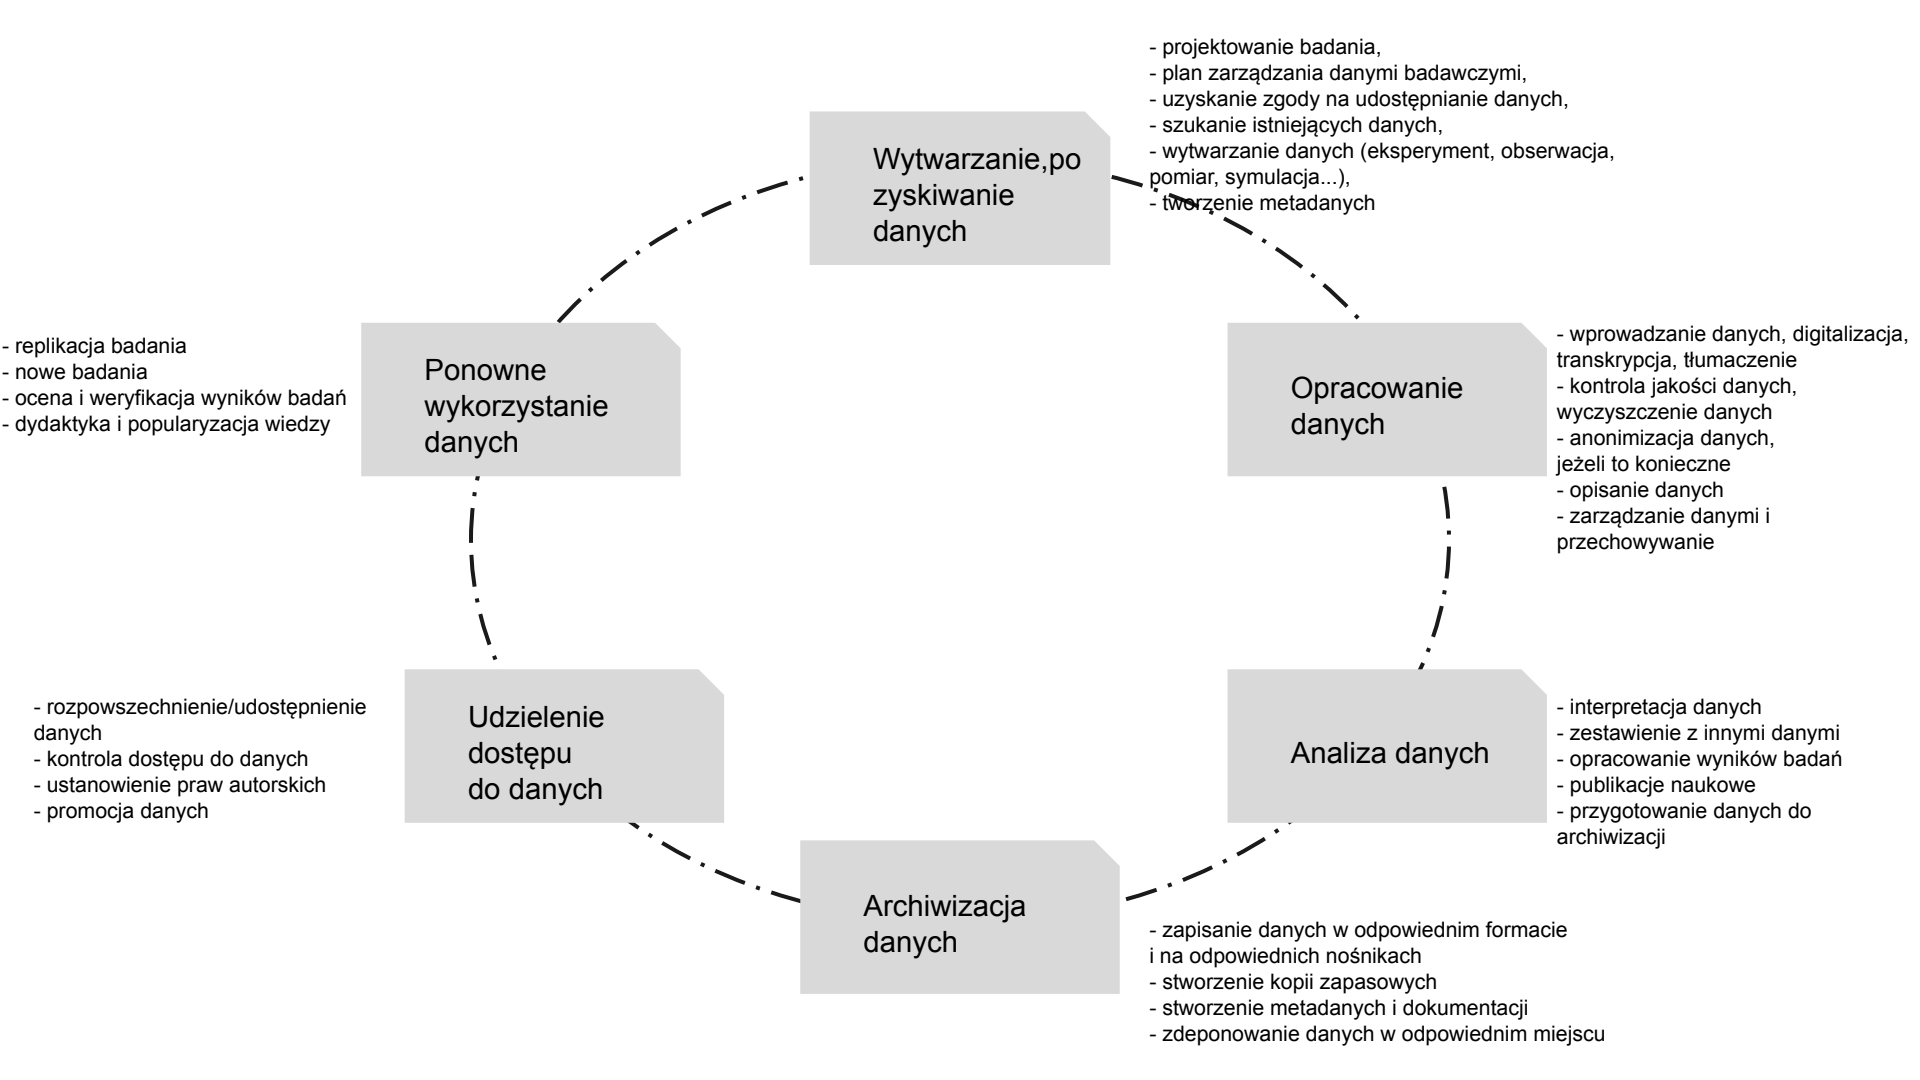 - projektowanie badania,
- plan zarządzania danymi badawczymi,
- uzyskanie zgody na udostępnianie danych,
- szukanie istniejących danych,
- wytwarzanie danych (eksperyment, obserwacja,
pomiar, symulacja...),
- tworzenie metadanych
Wytwarzanie,po
zyskiwanie
danych
- wprowadzanie danych, digitalizacja,
transkrypcja, tłumaczenie
- kontrola jakości danych,
wyczyszczenie danych
- anonimizacja danych,
jeżeli to konieczne
- opisanie danych
- zarządzanie danymi i
przechowywanie
Opracowanie
danych
- interpretacja danych
- zestawienie z innymi danymi
- opracowanie wyników badań
- publikacje naukowe
- przygotowanie danych do
archiwizacji
Analiza danych
Archiwizacja
danych
- zapisanie danych w odpowiednim formacie
i na odpowiednich nośnikach
- stworzenie kopii zapasowych
- stworzenie metadanych i dokumentacji
- zdeponowanie danych w odpowiednim miejscu
Udzielenie
dostępu
do danych
- rozpowszechnienie/udostępnienie
danych
- kontrola dostępu do danych
- ustanowienie praw autorskich
- promocja danych
Ponowne
wykorzystanie
danych
- replikacja badania
- nowe badania
- ocena i weryfikacja wyników badań
- dydaktyka i popularyzacja wiedzy